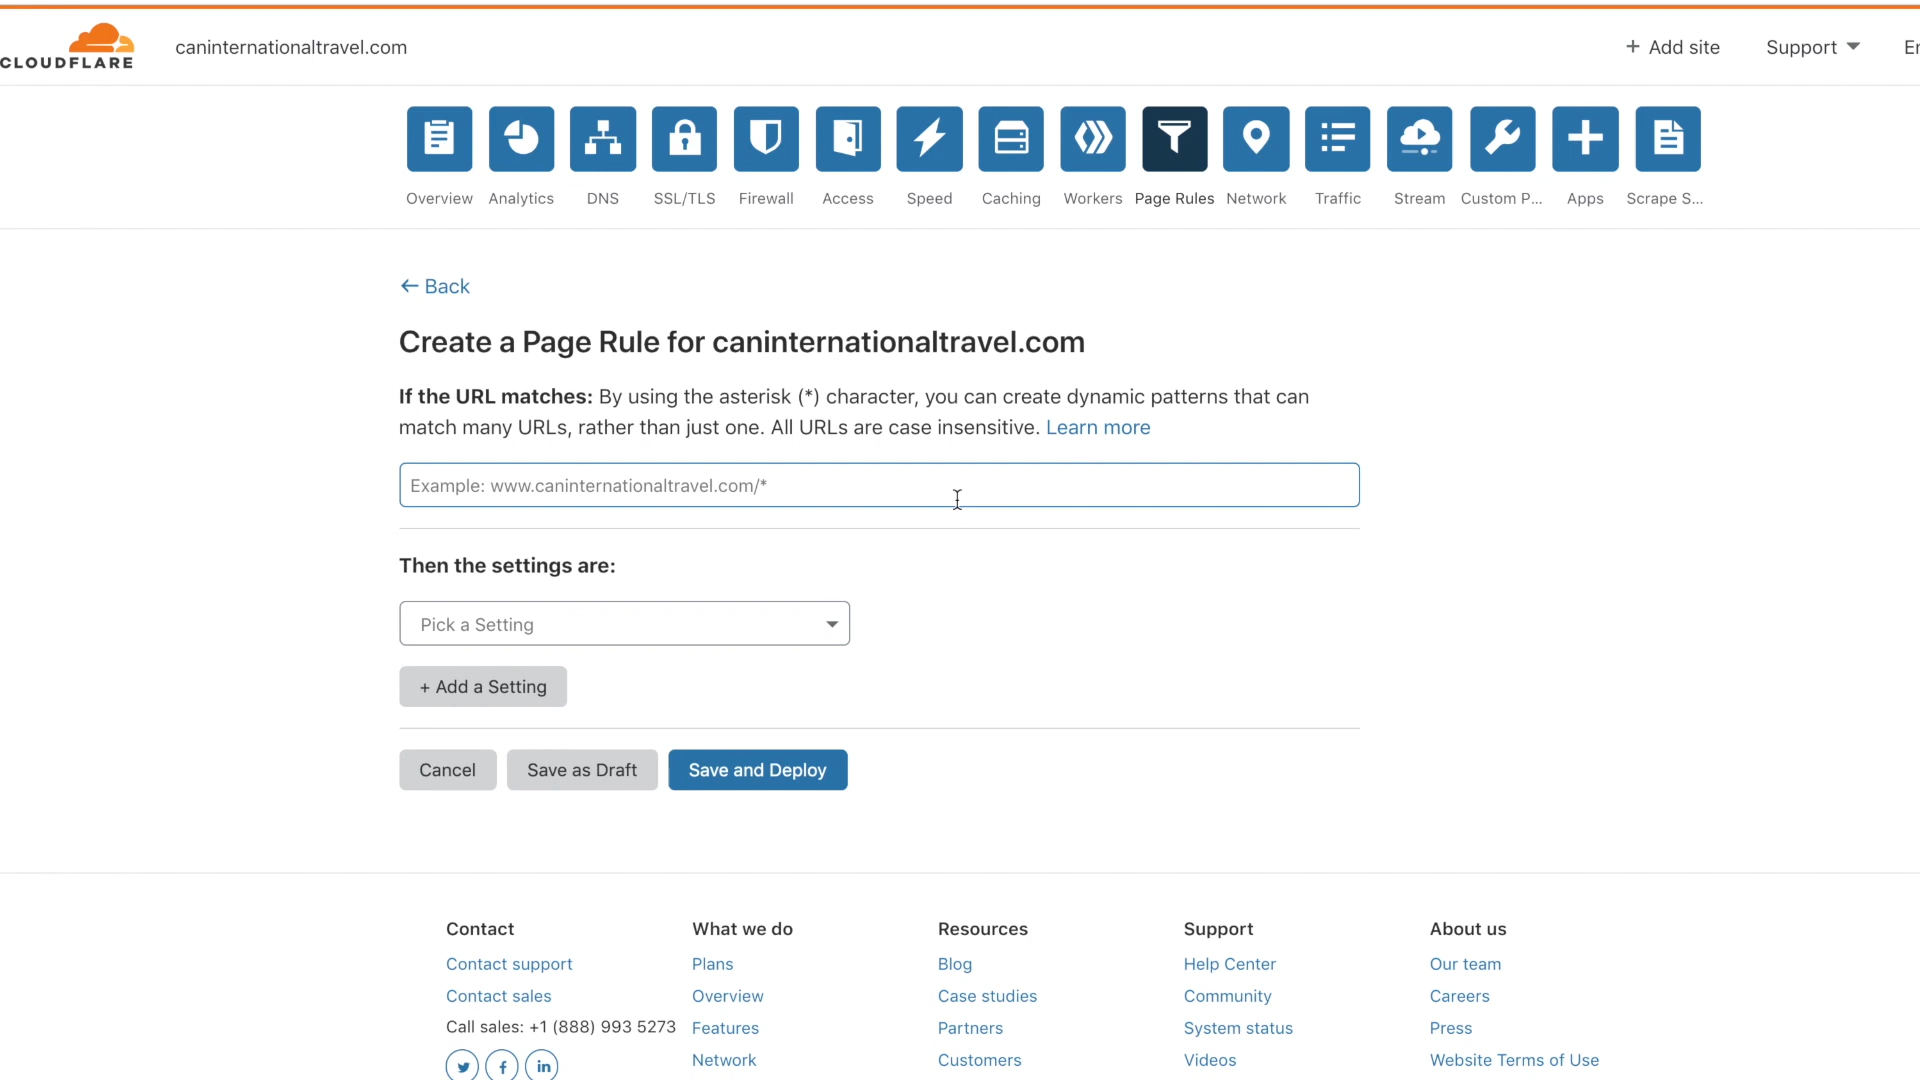 CLOUDFLARE
caninternationaltravel.com
+ Add site
Support
Overview
Analytics
DNS
SSL/TLS
Firewall
Access
Speed
Caching
Workers
Page Rules
Network
Traffic
Stream
Custom P...
Apps
Scrape S...
← Back
Create a Page Rule for caninternationaltravel.com
If the URL matches: By using the asterisk (*) character, you can create dynamic patterns that can
match many URLs, rather than just one. All URLs are case insensitive. Learn more
Example: www.caninternationaltravel.com/*
Then the settings are:
Pick a Setting
+ Add a Setting
Cancel
Save as Draft
Save and Deploy
Contact
Contact support
Contact sales
Call sales: +1 (888) 993 5273
What we do
Plans
Overview
Features
Network
Resources
Blog
Case studies
Partners
Customers
Support
Help Center
Community
System status
Videos
About us
Our team
Careers
Press
Website Terms of Use